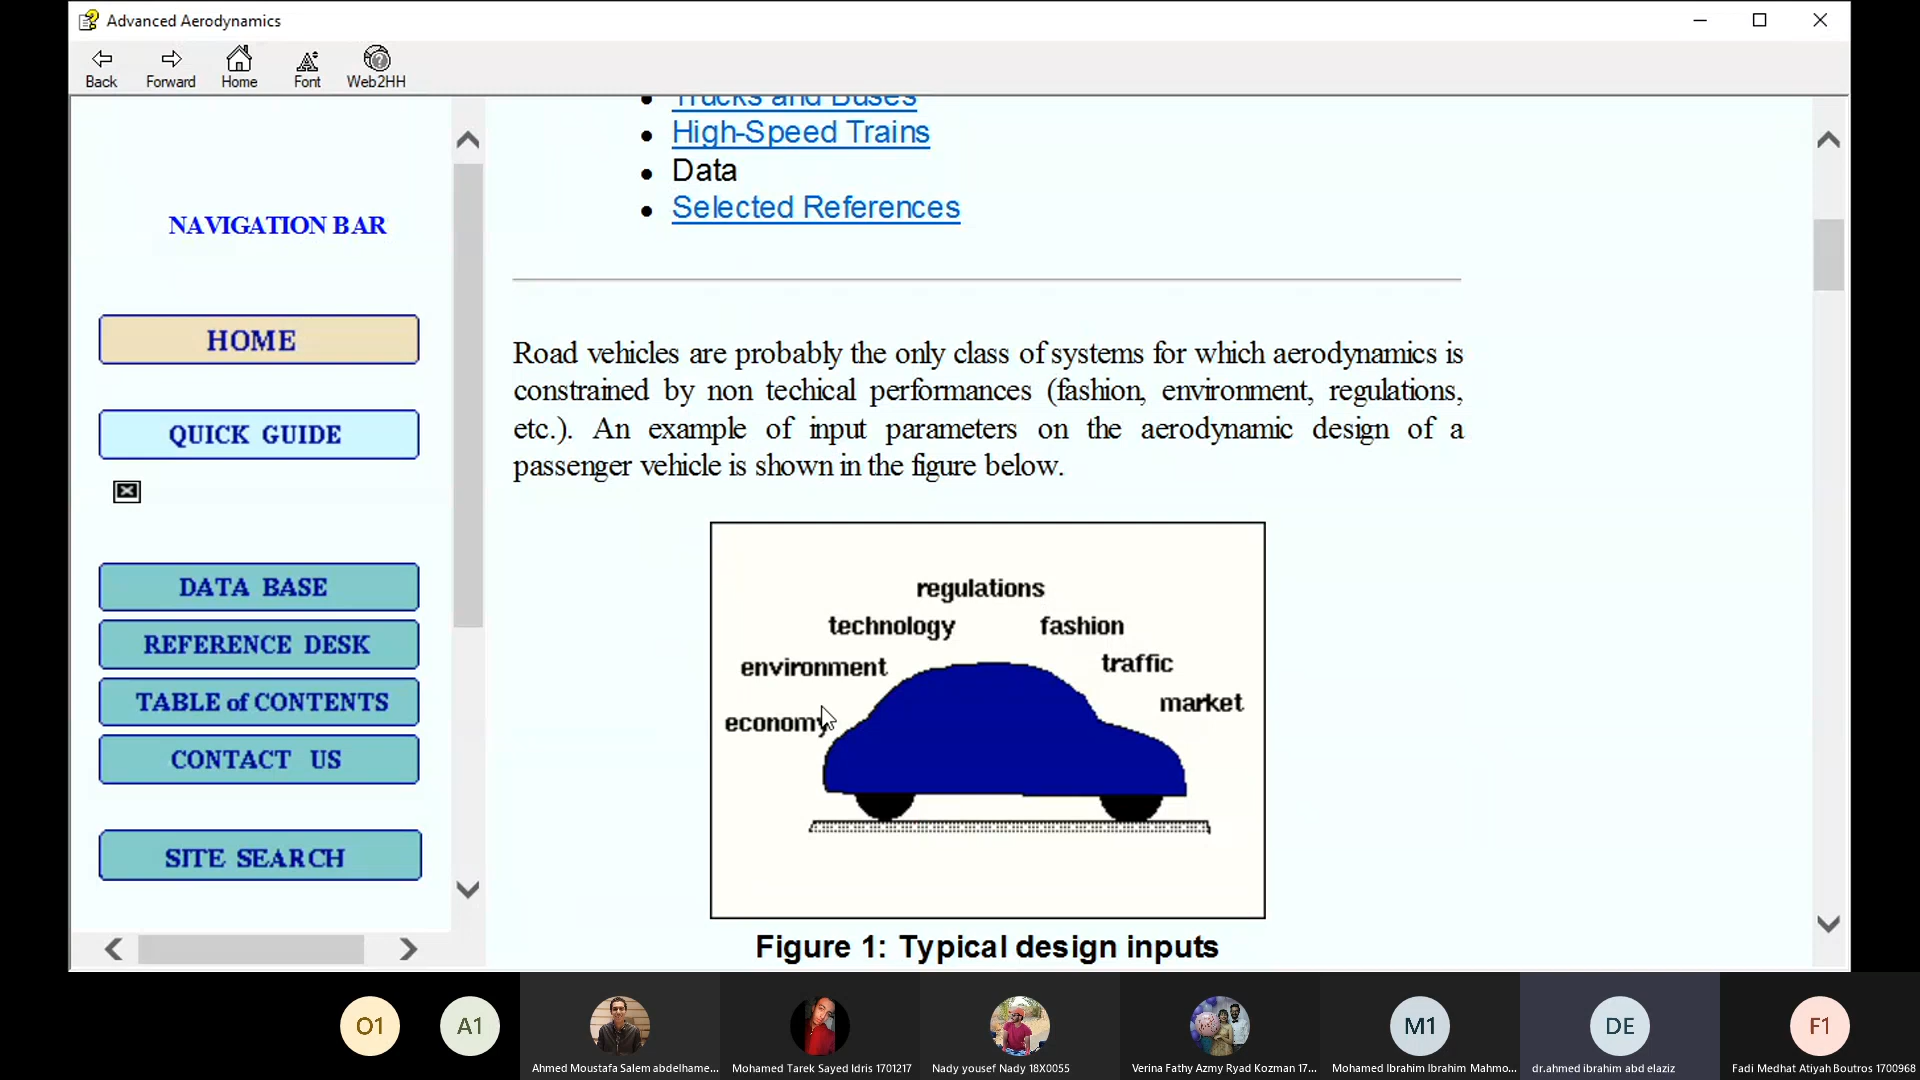 Advanced Aerodynamics
Back Forward Home Font Web2HH
NAVIGATION BAR
HOME
QUICK GUIDE
DATA BASE
REFERENCE DESK
TABLE of CONTENTS
CONTACT US
SITE SEARCH
Trucks and Buses
High-Speed Trains
Data
Selected References
Road vehicles are probably the only class of systems for which aerodynamics is
constrained by non techical performances (fashion, environment, regulations,
etc.). An example of input parameters on the aerodynamic design of a
passenger vehicle is shown in the figure below.
regulations
technology fashion
environment traffic
market
economy
Figure 1: Typical design inputs
O1 A1 M1 DE F1
Ahmed Moustafa Salem abdelhame... Mohamed Tarek Sayed Idris 1701217 Nady yousef Nady 18X0055 Verina Fathy Azmy Ryad Kozman 17... Mohamed Ibrahim Ibrahim Mahmo... dr.ahmed ibrahim abd elaziz Fadi Medhat Atiyah Boutros 1700968